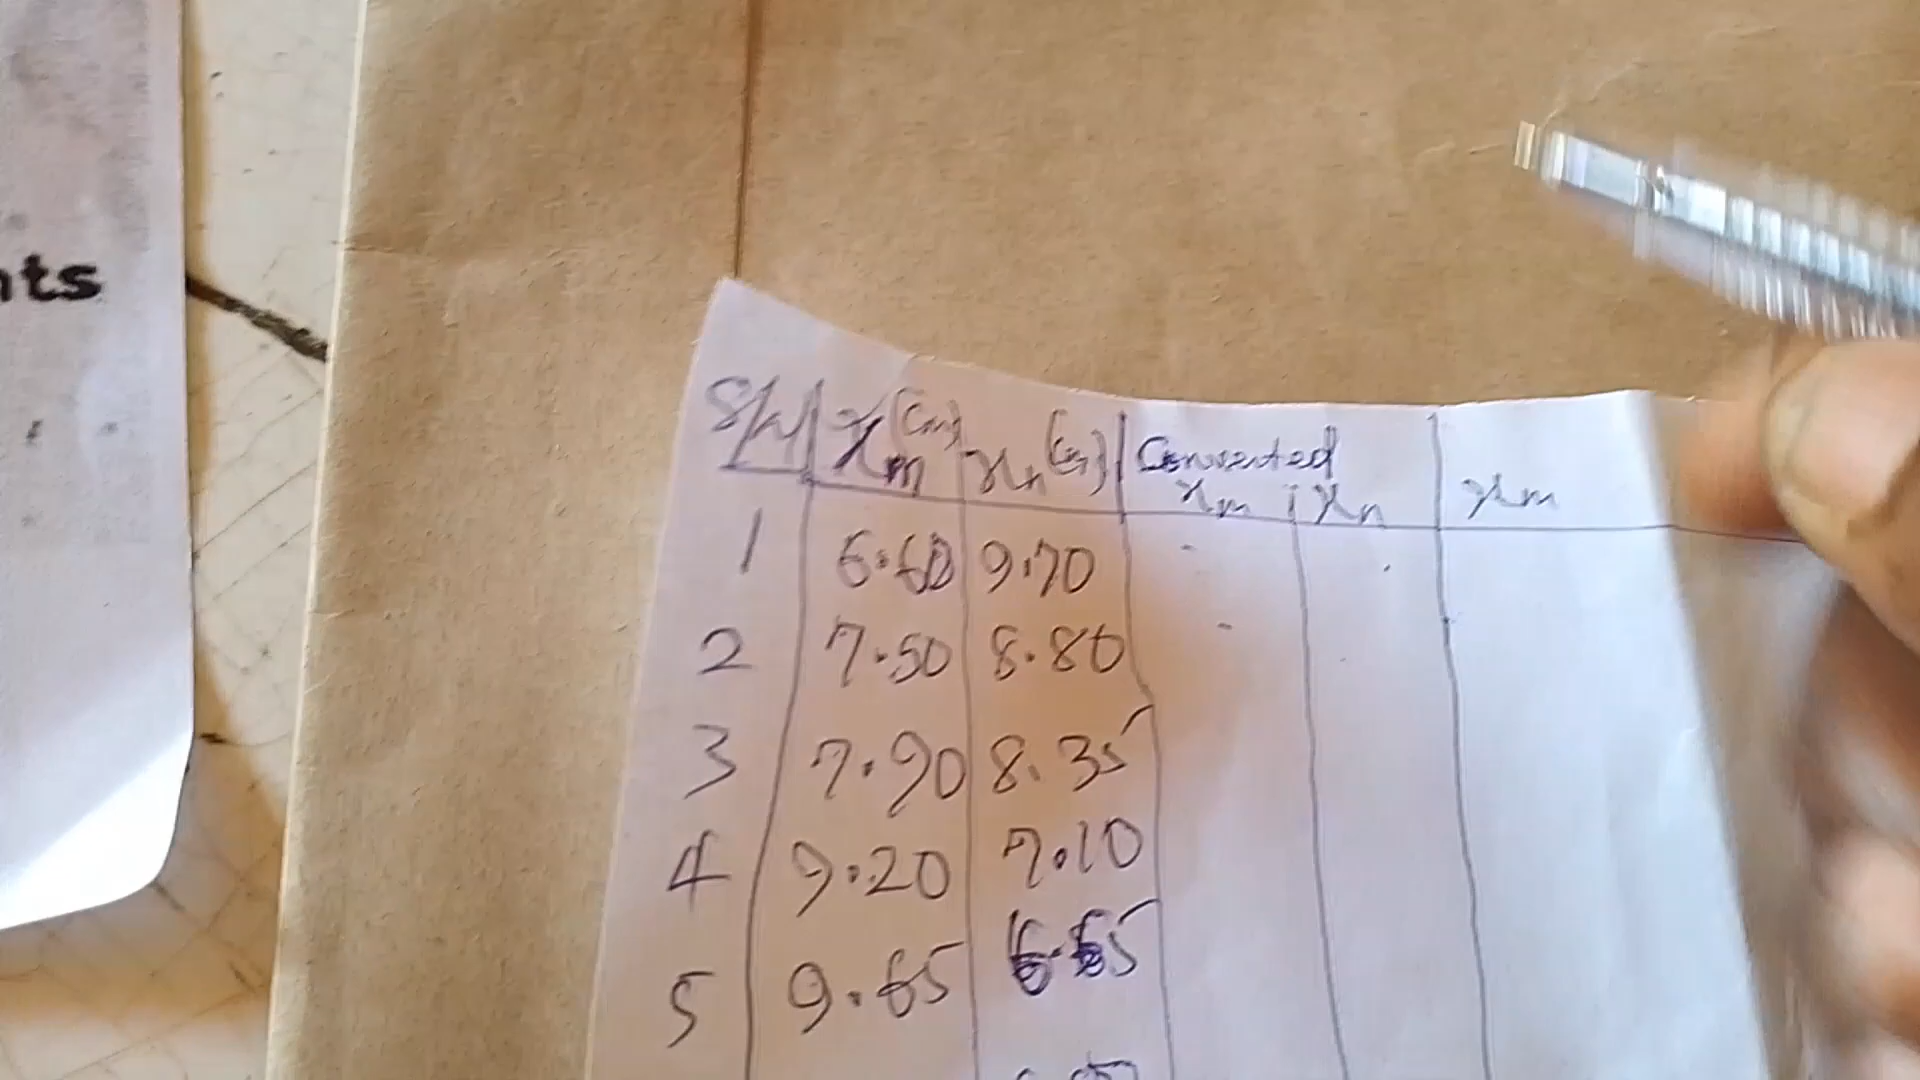 nts
S/N xm(cm) xn(cm) Converted
xm xn xm
1 6.60 9.70
2 7.50 8.80
3 7.90 8.35
4 9.20 7.10
5 9.65 6.65